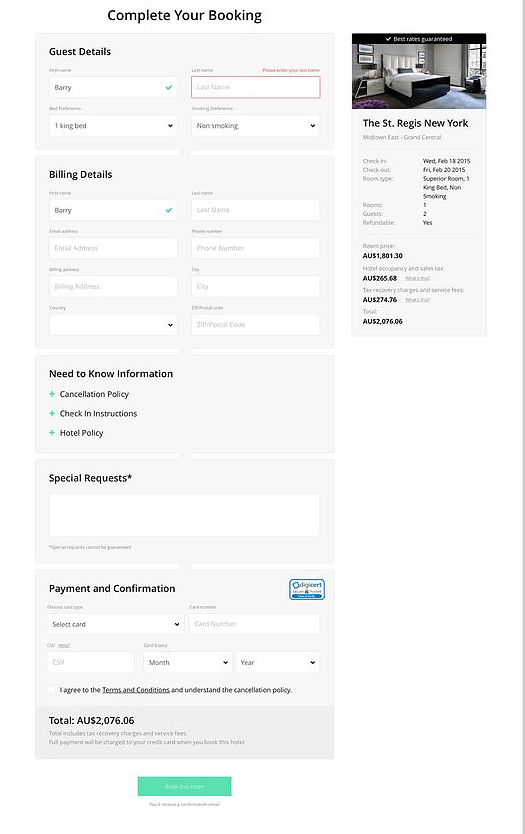 Complete Your Booking
Guest Details
First name
Last name
Please enter your last name
Barry
Last Name
Bed Preference
Smoking Preference
1 king bed
Non smoking
Billing Details
First name
Last name
Barry
Last Name
Email address
Phone number
Email Address
Phone Number
Billing address
City
Billing Address
City
Country
ZIP/Postal code
ZIP/Postal Code
Need to Know Information
+ Cancellation Policy
+ Check In Instructions
+ Hotel Policy
Special Requests*
*Special requests cannot be guaranteed
Payment and Confirmation
digicert
Choose card type
Card number
Select card
Card Number
CSV Help?
Card Expiry
CSV
Month
Year
I agree to the Terms and Conditions and understand the cancellation policy.
Total: AU$2,076.06
Total includes tax recovery charges and service fees.
Full payment will be charged to your credit card when you book this hotel.
Book this room
You'll receive a confirmation email
Best rates guaranteed
The St. Regis New York
Midtown East - Grand Central
Check in: Wed, Feb 18 2015
Check out: Fri, Feb 20 2015
Room type: Superior Room, 1
King Bed, Non
Smoking
Rooms: 1
Guests: 2
Refundable: Yes
Room price:
AU$1,801.30
Hotel occupancy and sales tax:
AU$265.68 What's this?
Tax recovery charges and service fees:
AU$274.76 What's this?
Total:
AU$2,076.06